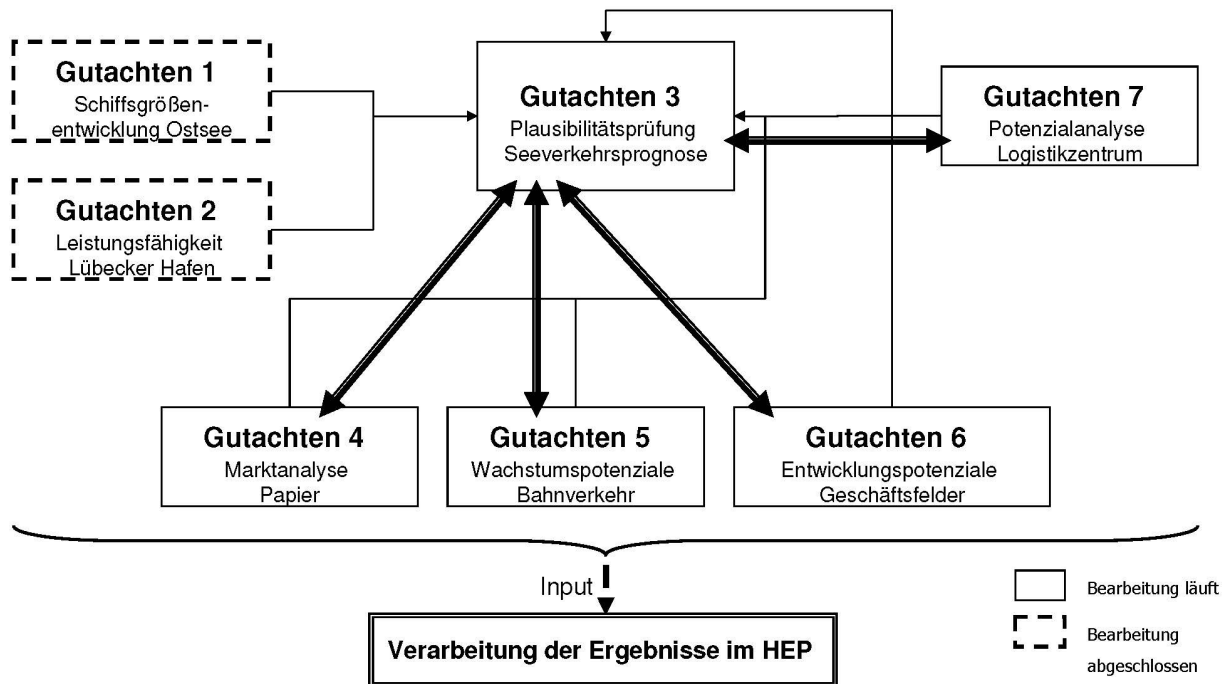 Gutachten 1
Schiffsgrößen-
entwicklung Ostsee
Gutachten 2
Leistungsfähigkeit
Lübecker Hafen
Gutachten 3
Plausibilitätsprüfung
Seeverkehrsprognose
Gutachten 7
Potenzialanalyse
Logistikzentrum
Gutachten 4
Marktanalyse
Papier
Gutachten 5
Wachstumspotenziale
Bahnverkehr
Gutachten 6
Entwicklungspotenziale
Geschäftsfelder
Input
Verarbeitung der Ergebnisse im HEP
Bearbeitung läuft
Bearbeitung
abgeschlossen